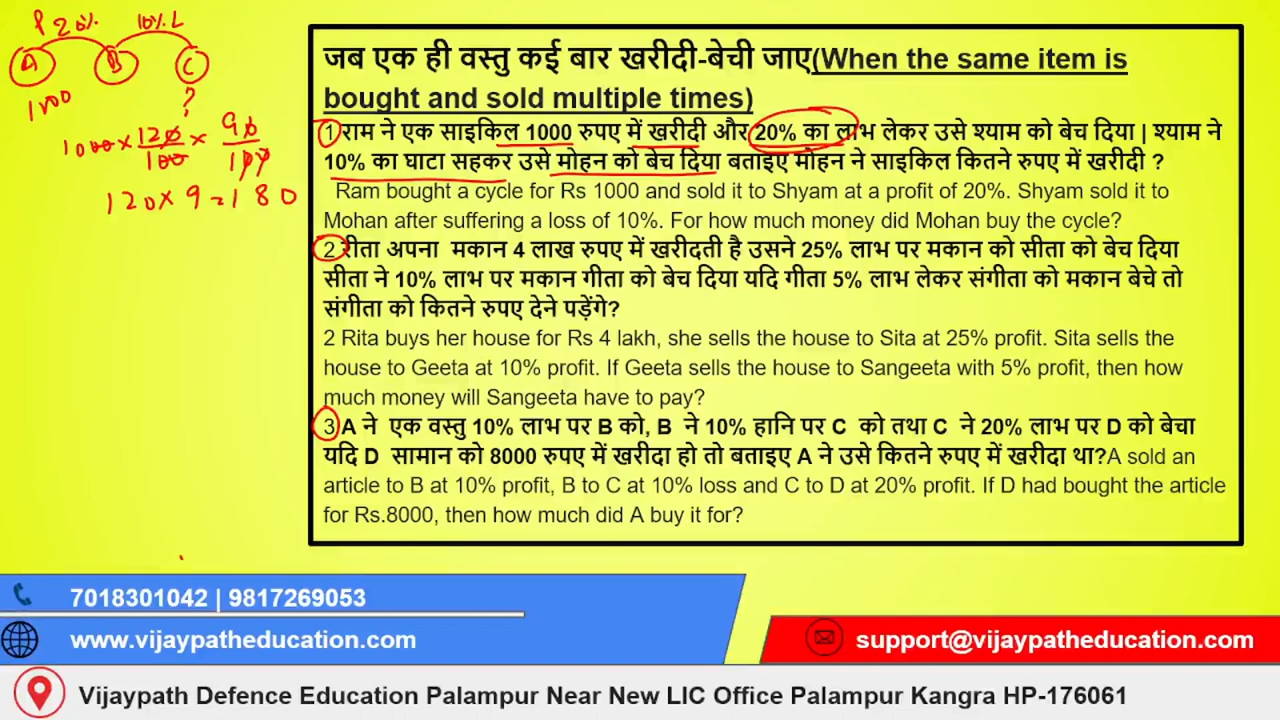 P 20% 10% L
A B C
1000 ?
1000 × 120/100 × 90/100
120 × 9 = 180
जब एक ही वस्तु कई बार खरीदी-बेची जाए(When the same item is
bought and sold multiple times)
1 राम ने एक साइकिल 1000 रुपए में खरीदी और 20% का लाभ लेकर उसे श्याम को बेच दिया | श्याम ने
10% का घाटा सहकर उसे मोहन को बेच दिया बताइए मोहन ने साइकिल कितने रुपए में खरीदी ?
Ram bought a cycle for Rs 1000 and sold it to Shyam at a profit of 20%. Shyam sold it to
Mohan after suffering a loss of 10%. For how much money did Mohan buy the cycle?
2 रीता अपना मकान 4 लाख रुपए में खरीदती है उसने 25% लाभ पर मकान को सीता को बेच दिया
सीता ने 10% लाभ पर मकान गीता को बेच दिया यदि गीता 5% लाभ लेकर संगीता को मकान बेचे तो
संगीता को कितने रुपए देने पड़ेंगे?
2 Rita buys her house for Rs 4 lakh, she sells the house to Sita at 25% profit. Sita sells the
house to Geeta at 10% profit. If Geeta sells the house to Sangeeta with 5% profit, then how
much money will Sangeeta have to pay?
3 A ने एक वस्तु 10% लाभ पर B को, B ने 10% हानि पर C को तथा C ने 20% लाभ पर D को बेचा
यदि D सामान को 8000 रुपए में खरीदा हो तो बताइए A ने उसे कितने रुपए में खरीदा था?A sold an
article to B at 10% profit, B to C at 10% loss and C to D at 20% profit. If D had bought the article
for Rs.8000, then how much did A buy it for?
7018301042 | 9817269053
www.vijaypatheducation.com
support@vijaypatheducation.com
Vijaypath Defence Education Palampur Near New LIC Office Palampur Kangra HP-176061